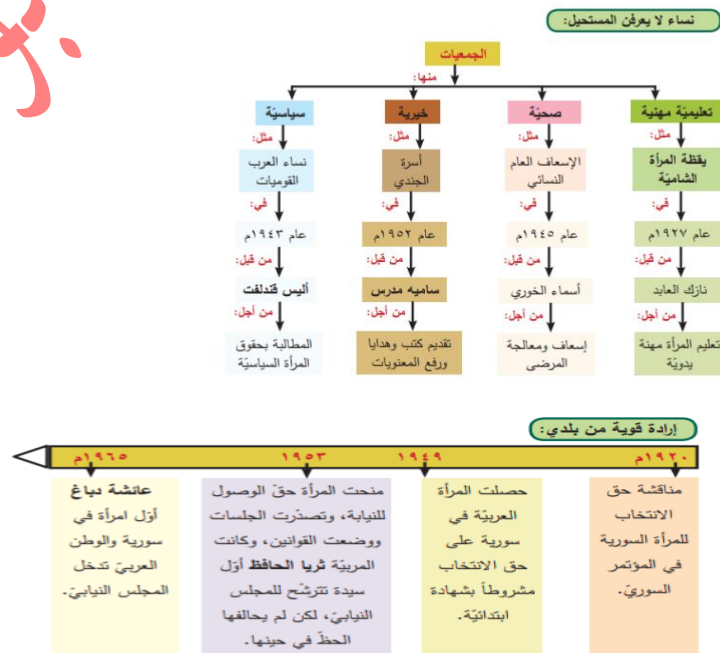 نساء لا يعرفن المستحيل:
الجمعيات
منها:
تعليميّة مهنية
صحيّة
خيرية
سياسيّة
مثل:
مثل:
مثل:
مثل:
يقظة المرأة
الشاميّة
الإسعاف العام
النسائي
أسرة
الجندي
نساء العرب
القوميات
في:
في:
في:
في:
عام ١٩٢٧م
عام ١٩٤٥م
عام ١٩٥٢م
عام ١٩٤٣م
من قبل:
من قبل:
من قبل:
من قبل:
نازك العابد
أسماء الخوري
ساميه مدرس
أليس قندلفت
من أجل:
من أجل:
من أجل:
من أجل:
تعليم المرأة مهنة
يدويّة
إسعاف ومعالجة
المرضى
تقديم كتب وهدايا
ورفع المعنويات
المطالبة بحقوق
المرأة السياسيّة
إرادة قوية من بلدي:
١٩٢٠م
١٩٤٩
١٩٥٣
١٩٦٥م
مناقشة حق
الانتخاب
للمرأة السورية
في المؤتمر
السوريّ.
حصلت المرأة
العربيّة في
سورية على
حق الانتخاب
مشروطاً بشهادة
ابتدائيّة.
منحت المرأة حقّ الوصول
للنيابة، وتصدّرت الجلسات
ووضعت القوانين، وكانت
المربيّة ثريا الحافظ أوّل
سيدة تترشّح للمجلس
النيابيّ، لكن لم يحالفها
الحظّ في حينها.
عائشة دباغ
أوّل امرأة في
سورية والوطن
العربيّ تدخل
المجلس النيابيّ.